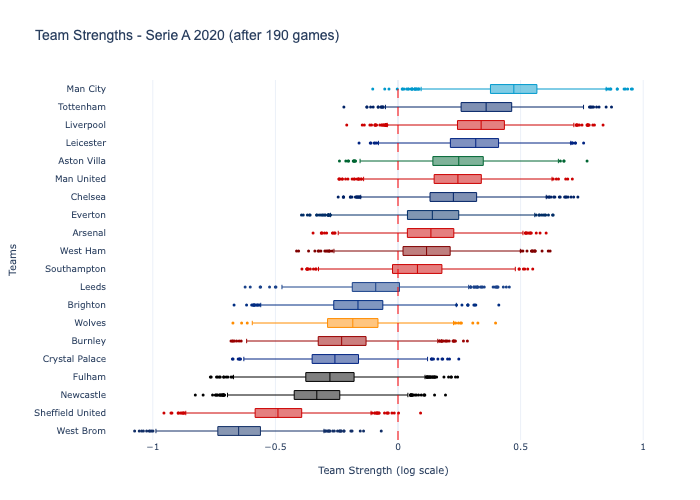 Team Strengths - Serie A 2020 (after 190 games)
Man City
Tottenham
Liverpool
Leicester
Aston Villa
Man United
Chelsea
Everton
Arsenal
West Ham
Southampton
Leeds
Brighton
Wolves
Burnley
Crystal Palace
Fulham
Newcastle
Sheffield United
West Brom
Teams
−1 −0.5 0 0.5 1
Team Strength (log scale)